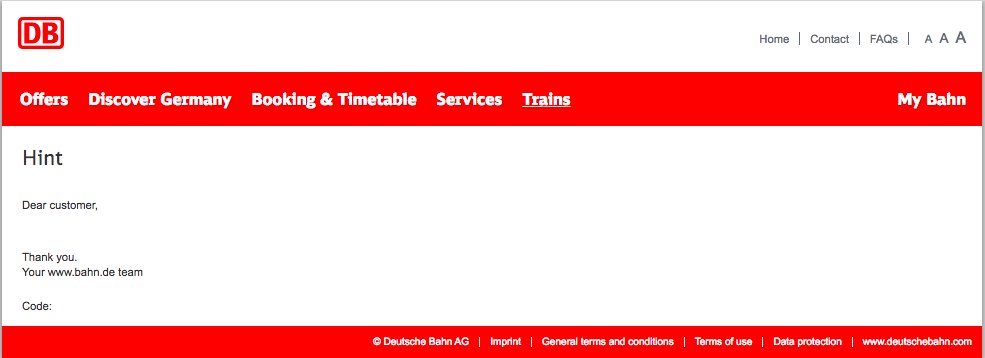 DB
Home | Contact | FAQs | A A A
Offers Discover Germany Booking & Timetable Services Trains My Bahn
Hint
Dear customer,
Thank you.
Your www.bahn.de team
Code:
© Deutsche Bahn AG | Imprint | General terms and conditions | Terms of use | Data protection | www.deutschebahn.com